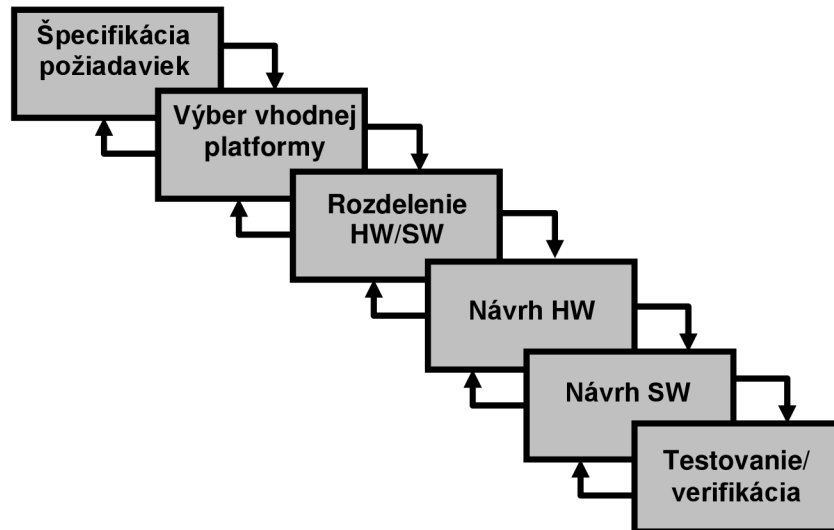 Špecifikácia
požiadaviek
Výber vhodnej
platformy
Rozdelenie
HW/SW
Návrh HW
Návrh SW
Testovanie/
verifikácia